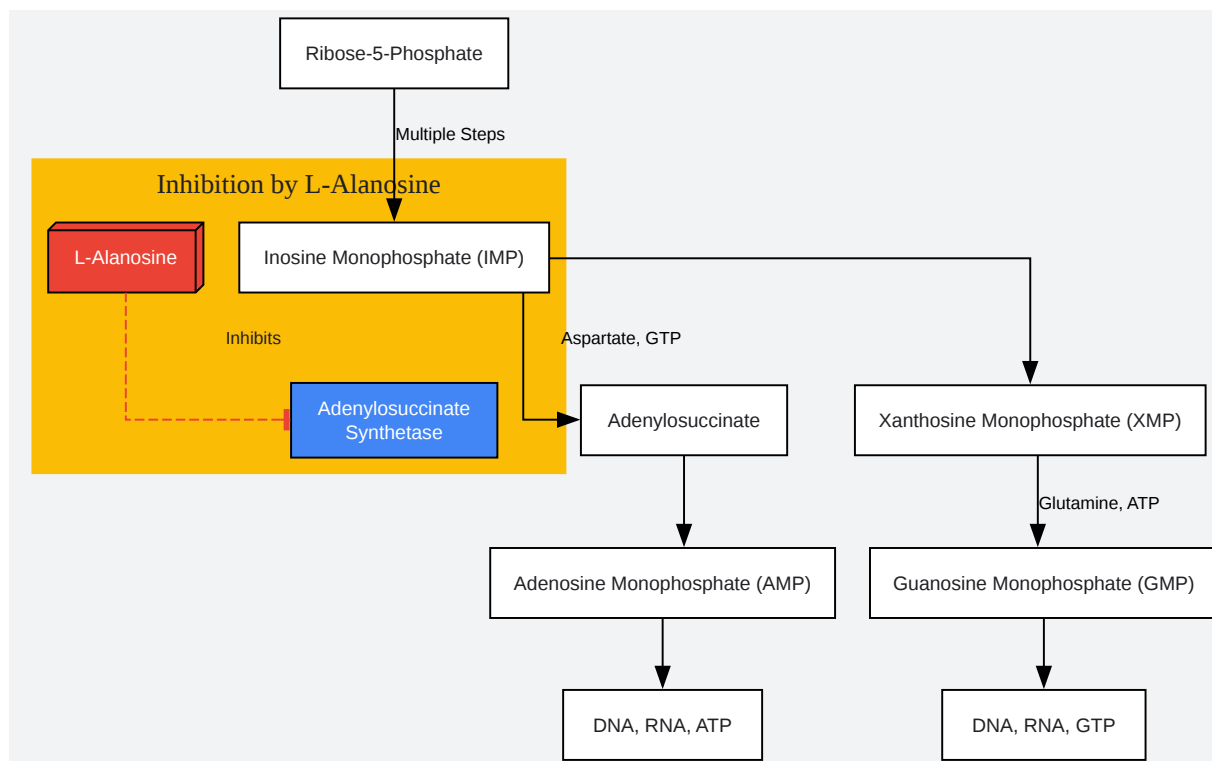 Ribose-5-Phosphate
Multiple Steps
Inhibition by L-Alanosine
L-Alanosine
Inosine Monophosphate (IMP)
Inhibits
Aspartate, GTP
Adenylosuccinate
Synthetase
Adenylosuccinate
Xanthosine Monophosphate (XMP)
Glutamine, ATP
Adenosine Monophosphate (AMP)
Guanosine Monophosphate (GMP)
DNA, RNA, ATP
DNA, RNA, GTP